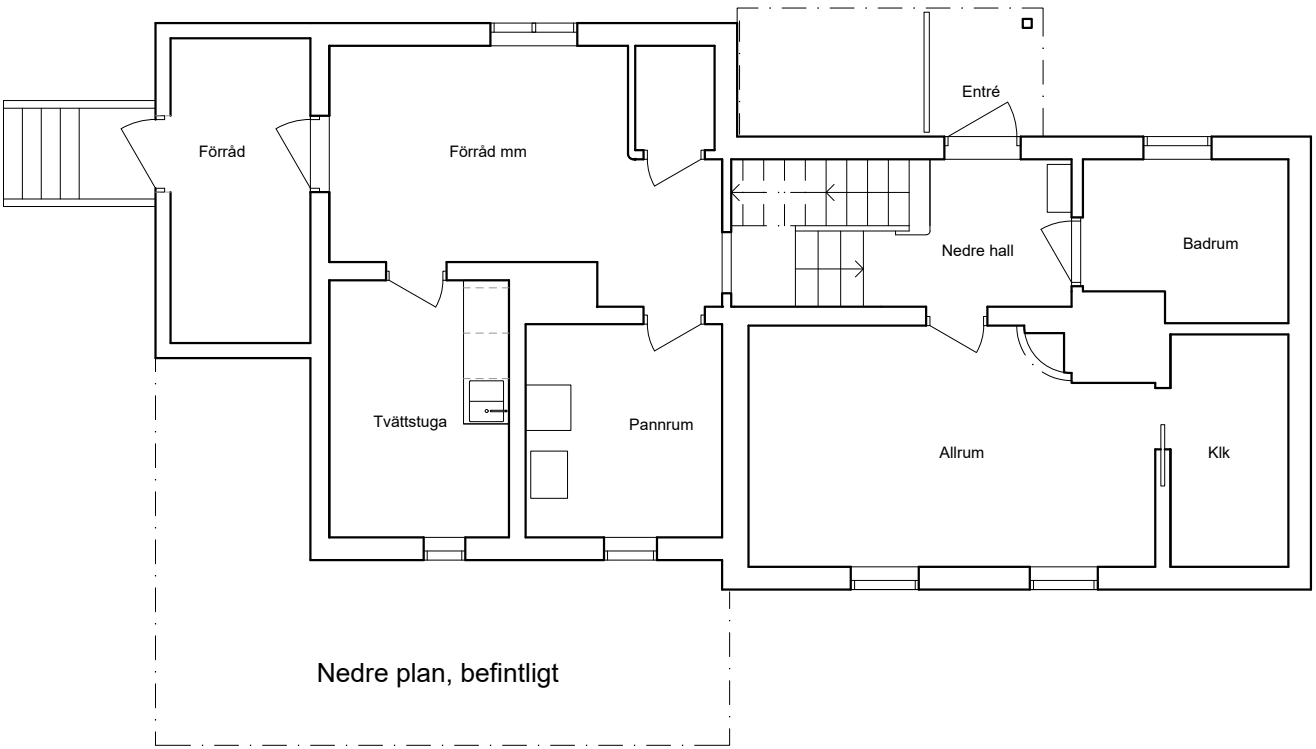 Entré
Förråd
Förråd mm
Nedre hall
Badrum
Tvättstuga
Pannrum
Allrum
Klk
Nedre plan, befintligt